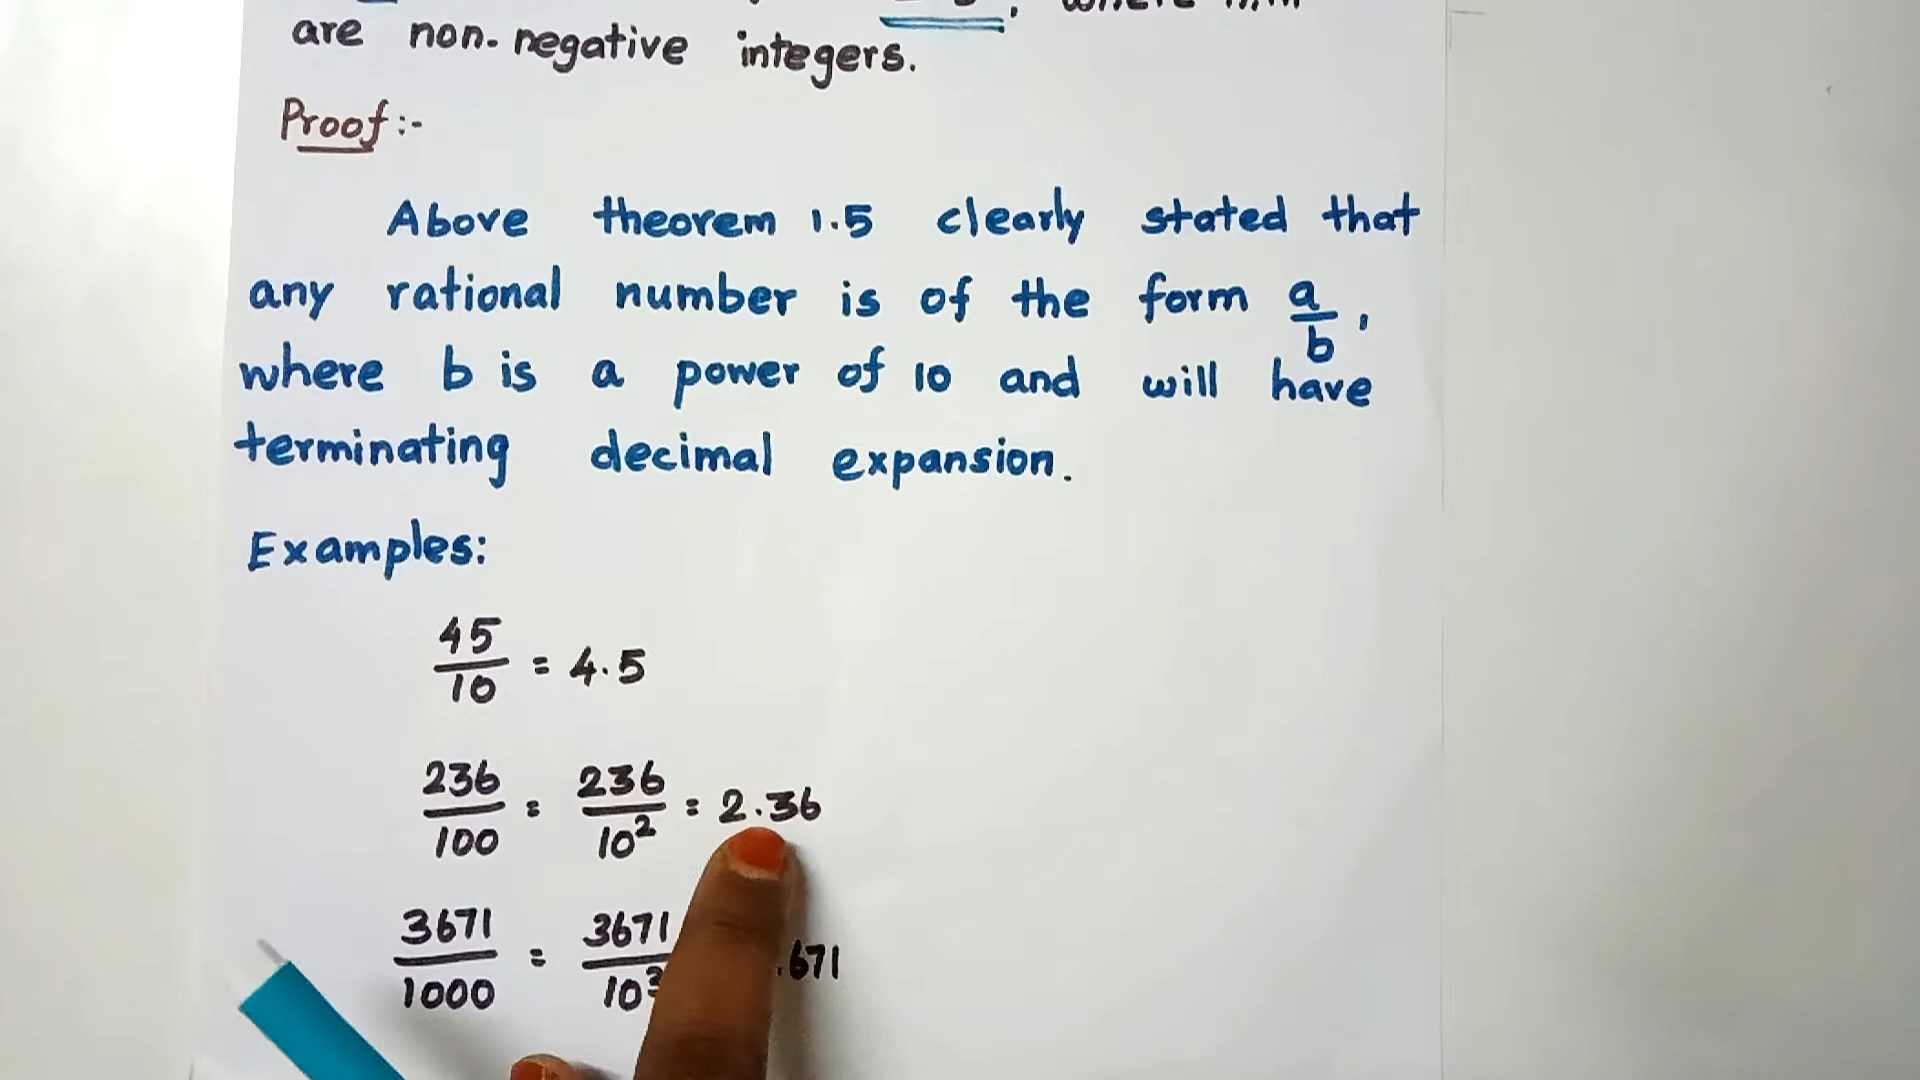 are non-negative integers.
Proof:-
Above theorem 1.5 clearly stated that
any rational number is of the form a/b,
where b is a power of 10 and will have
terminating decimal expansion.
Examples:
45/10 = 4.5
236/100 = 236/10² = 2.36
3671/1000 = 3671/10³ .671